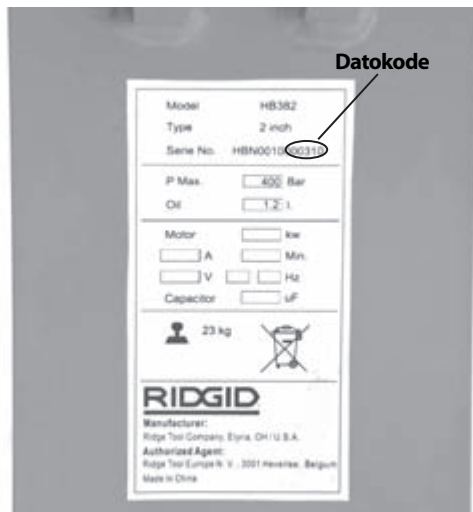 Datokode
Model HB382
Type 2 inch
Serie No. HBN0010 00310
P Max. 400 Bar
Oil 1.2 l.
Motor kw
A Min.
V Hz
Capacitor uF
23 kg
RIDGID
Manufacturer:
Ridge Tool Company, Elyria, OH / U.S.A.
Authorized Agent:
Ridge Tool Europe N. V., 3001 Heverlee, Belgium
Made in China